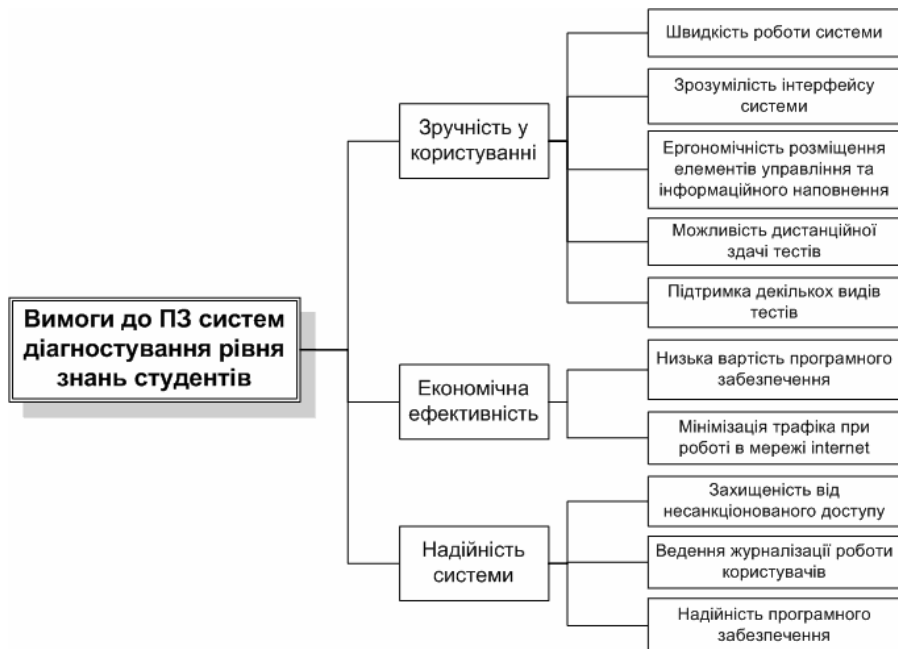 Вимоги до ПЗ систем
діагностування рівня
знань студентів
Зручність у
користуванні
Швидкість роботи системи
Зрозумілість інтерфейсу
системи
Ергономічність розміщення
елементів управління та
інформаційного наповнення
Можливість дистанційної
здачі тестів
Підтримка декількох видів
тестів
Економічна
ефективність
Низька вартість програмного
забезпечення
Мінімізація трафіка при
роботі в мережі internet
Надійність
системи
Захищеність від
несанкціонованого доступу
Ведення журналізації роботи
користувачів
Надійність програмного
забезпечення